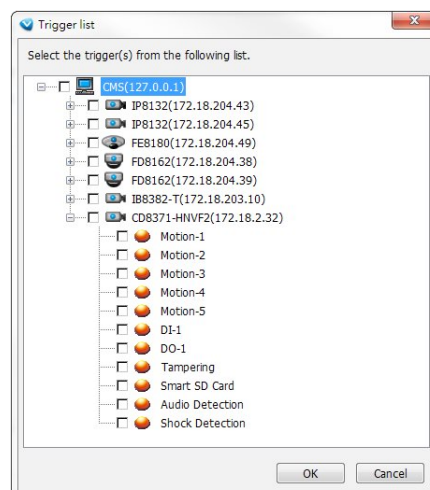 Trigger list
Select the trigger(s) from the following list.
CMS(127.0.0.1)
IP8132(172.18.204.43)
IP8132(172.18.204.45)
FE8180(172.18.204.49)
FD8162(172.18.204.38)
FD8162(172.18.204.39)
IB8382-T(172.18.203.10)
CD8371-HNVF2(172.18.2.32)
Motion-1
Motion-2
Motion-3
Motion-4
Motion-5
DI-1
DO-1
Tampering
Smart SD Card
Audio Detection
Shock Detection
OK Cancel